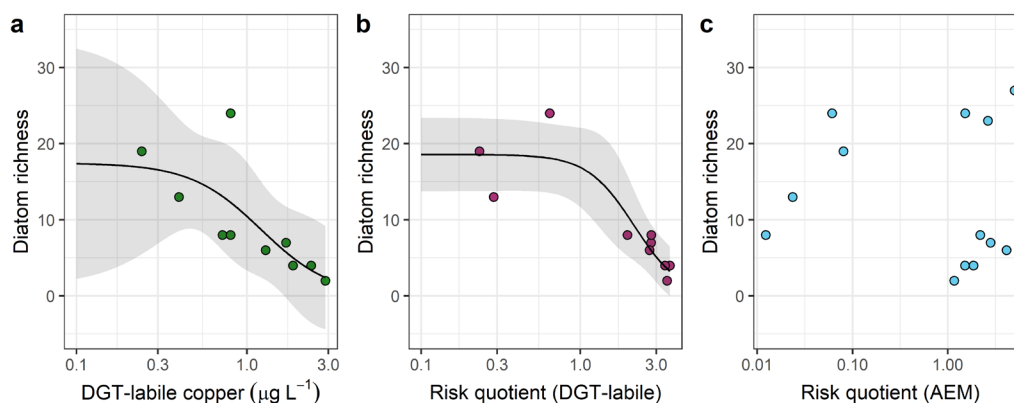 a
b
c
Diatom richness
30
20
10
0
0.1
0.3
1.0
3.0
DGT-labile copper (μg L⁻¹)
Diatom richness
30
20
10
0
0.1
0.3
1.0
3.0
Risk quotient (DGT-labile)
Diatom richness
30
20
10
0
0.01
0.10
1.00
Risk quotient (AEM)